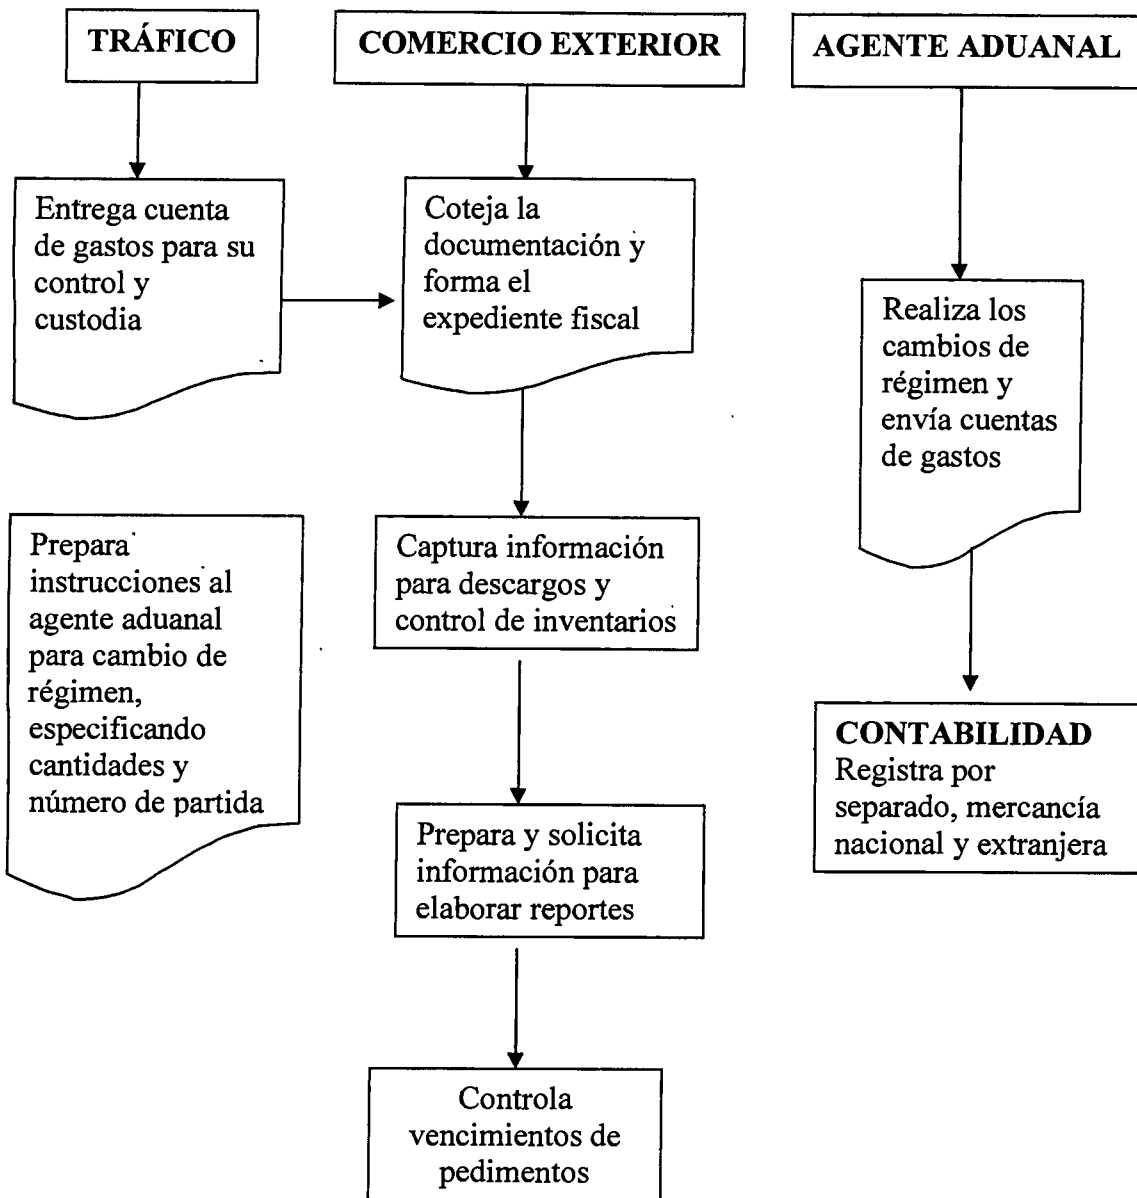 TRÁFICO
COMERCIO EXTERIOR
AGENTE ADUANAL
Entrega cuenta
de gastos para su
control y
custodia
Coteja la
documentación y
forma el
expediente fiscal
Realiza los
cambios de
régimen y
envía cuentas
de gastos
Prepara
instrucciones al
agente aduanal
para cambio de
régimen,
especificando
cantidades y
número de partida
Captura información
para descargos y
control de inventarios
CONTABILIDAD
Registra por
separado, mercancía
nacional y extranjera
Prepara y solicita
información para
elaborar reportes
Controla
vencimientos de
pedimentos